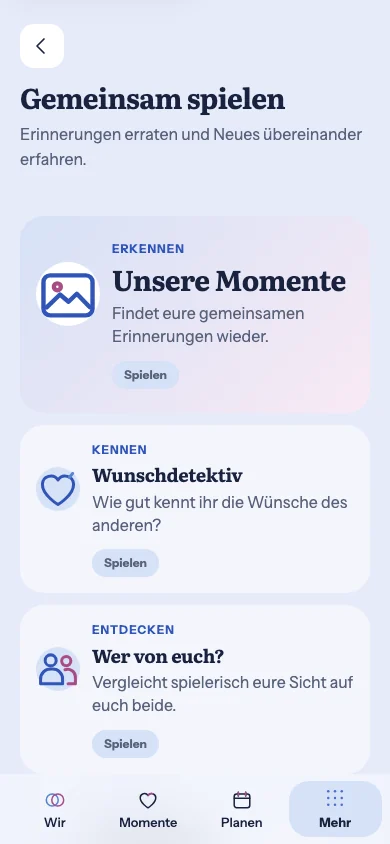 Gemeinsam spielen
Erinnerungen erraten und Neues übereinander
erfahren.
ERKENNEN
Unsere Momente
Findet eure gemeinsamen
Erinnerungen wieder.
Spielen
KENNEN
Wunschdetektiv
Wie gut kennt ihr die Wünsche des
anderen?
Spielen
ENTDECKEN
Wer von euch?
Vergleicht spielerisch eure Sicht auf
euch beide.
Spielen
Wir
Momente
Planen
Mehr